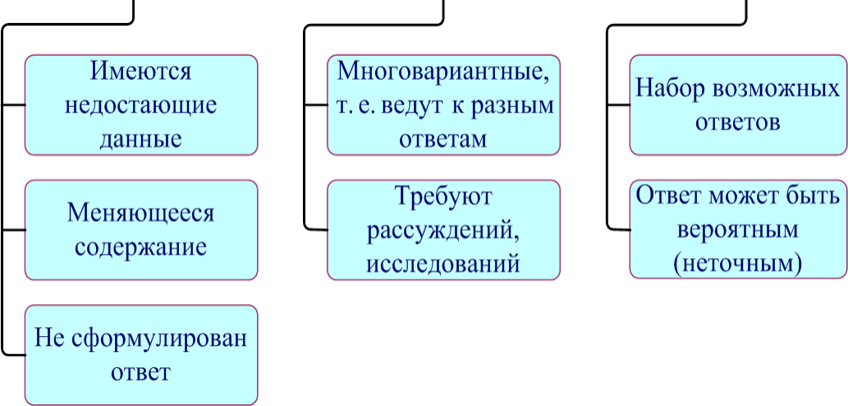 Имеются
недостающие
данные
Меняющееся
содержание
Не сформулирован
ответ
Многовариантные,
т. е. ведут к разным
ответам
Требуют
рассуждений,
исследований
Набор возможных
ответов
Ответ может быть
вероятным
(неточным)